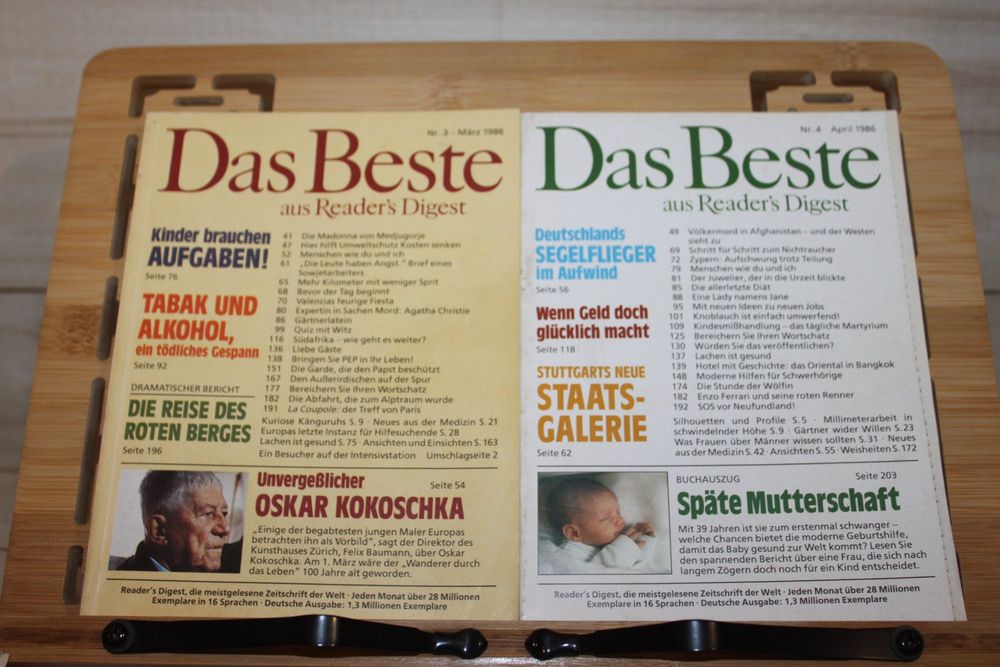 Nr. 3 - März 1986
Das Beste
aus Reader's Digest
Kinder brauchen
AUFGABEN!
Seite 76
TABAK UND
ALKOHOL,
ein tödliches Gespann
Seite 92
DRAMATISCHER BERICHT
DIE REISE DES
ROTEN BERGES
Seite 196
41 Die Madonna von Medjugorje
47 Hier hilft Umweltschutz Kosten senken
52 Menschen wie du und ich
61 „Die Leute haben Angst.“ Brief eines
Sowjetarbeiters
65 Mehr Kilometer mit weniger Sprit
68 Bevor der Tag beginnt
70 Valencias feurige Fiesta
80 Expertin in Sachen Mord: Agatha Christie
86 Gärtnerlatein
99 Quiz mit Witz
116 Südafrika – wie geht es weiter?
136 Liebe Gäste
138 Bringen Sie PEP in Ihr Leben!
151 Die Garde, die den Papst beschützt
167 Den Außerirdischen auf der Spur
177 Bereichern Sie Ihren Wortschatz
182 Die Abfahrt, die zum Alptraum wurde
191 La Coupole: der Treff von Paris
Kuriose Känguruhs S. 9 · Neues aus der Medizin S. 21
Europas letzte Instanz für Hilfesuchende S. 28
Lachen ist gesund S. 75 · Ansichten und Einsichten S. 163
Ein Besucher auf der Intensivstation Umschlagseite 2
Unvergeßlicher Seite 54
OSKAR KOKOSCHKA
„Einige der begabtesten jungen Maler Europas
betrachten ihn als Vorbild“, sagt der Direktor des
Kunsthauses Zürich, Felix Baumann, über Oskar
Kokoschka. Am 1. März wäre der „Wanderer durch
das Leben“ 100 Jahre alt geworden.
Reader's Digest, die meistgelesene Zeitschrift der Welt · Jeden Monat über 28 Millionen
Exemplare in 16 Sprachen · Deutsche Ausgabe: 1,3 Millionen Exemplare
Nr. 4 April 1986
Das Beste
aus Reader's Digest
Deutschlands
SEGELFLIEGER
im Aufwind
Seite 56
Wenn Geld doch
glücklich macht
Seite 118
STUTTGARTS NEUE
STAATS-
GALERIE
Seite 62
49 Völkermord in Afghanistan – und der Westen
sieht zu
69 Schritt für Schritt zum Nichtraucher
72 Zypern: Aufschwung trotz Teilung
79 Menschen wie du und ich
81 Der Juwelier, der in die Urzeit blickte
85 Die allerletzte Diät
88 Eine Lady namens Jane
95 Mit neuen Ideen zu neuen Jobs
101 Knoblauch ist einfach umwerfend!
109 Kindesmißhandlung – das tägliche Martyrium
125 Bereichern Sie Ihren Wortschatz
130 Würden Sie das veröffentlichen?
137 Lachen ist gesund
139 Hotel mit Geschichte: das Oriental in Bangkok
148 Moderne Hilfen für Schwerhörige
174 Die Stunde der Wölfin
182 Enzo Ferrari und seine roten Renner
192 SOS vor Neufundland!
Silhouetten und Profile S. 5 · Millimeterarbeit in
schwindelnder Höhe S. 9 · Gärtner wider Willen S. 23
Was Frauen über Männer wissen sollten S. 31 · Neues
aus der Medizin S. 42 · Ansichten S. 55 · Weisheiten S. 172
BUCHAUSZUG Seite 203
Späte Mutterschaft
Mit 39 Jahren ist sie zum erstenmal schwanger –
welche Chancen bietet die moderne Geburtshilfe,
damit das Baby gesund zur Welt kommt? Lesen Sie
den spannenden Bericht über eine Frau, die sich nach
langem Zögern doch noch für ein Kind entscheidet.
Reader's Digest, die meistgelesene Zeitschrift der Welt · Jeden Monat über 28 Millionen
Exemplare in 16 Sprachen · Deutsche Ausgabe: 1,3 Millionen Exemplare